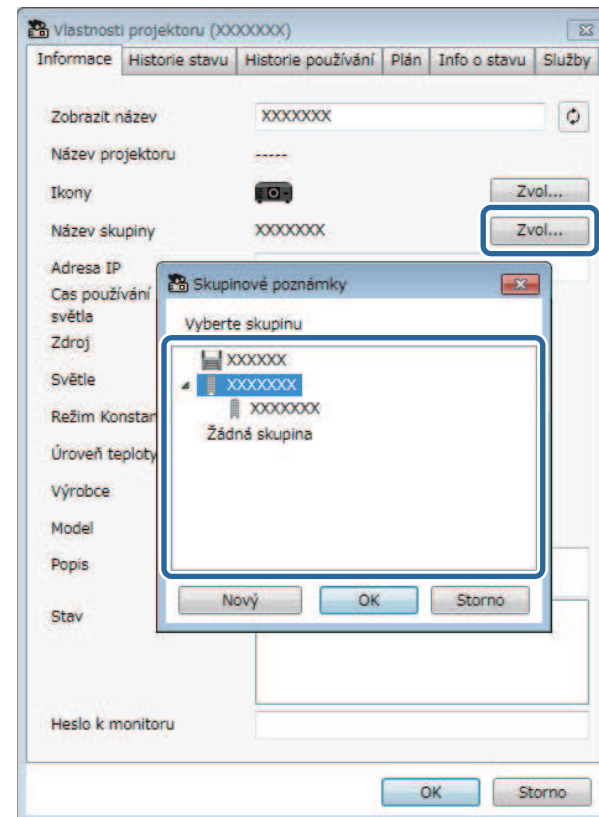 Vlastnosti projektoru (XXXXXXX)
Informace Historie stavu Historie používání Plán Info o stavu Služby
Zobrazit název XXXXXXX
Název projektoru -----
Ikony Zvol...
Název skupiny XXXXXXX Zvol...
Adresa IP
Cas používání
světla
Zdroj
Světle
Režim Konstan
Úroveň teploty
Výrobce
Model
Popis
Stav
Heslo k monitoru
OK Storno
Skupinové poznámky
Vyberte skupinu
XXXXXX
XXXXXXX
XXXXXXX
Žádná skupina
Nový OK Storno